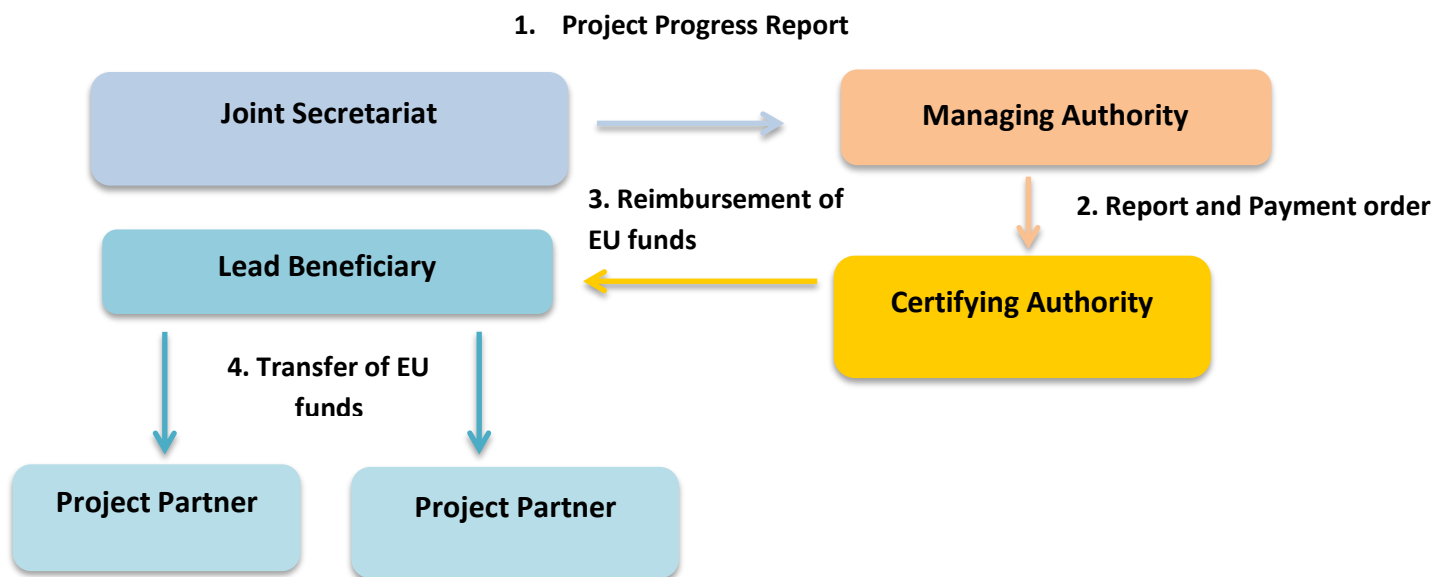 1. Project Progress Report
Joint Secretariat
Managing Authority
3. Reimbursement of
EU funds
2. Report and Payment order
Lead Beneficiary
Certifying Authority
4. Transfer of EU
funds
Project Partner
Project Partner